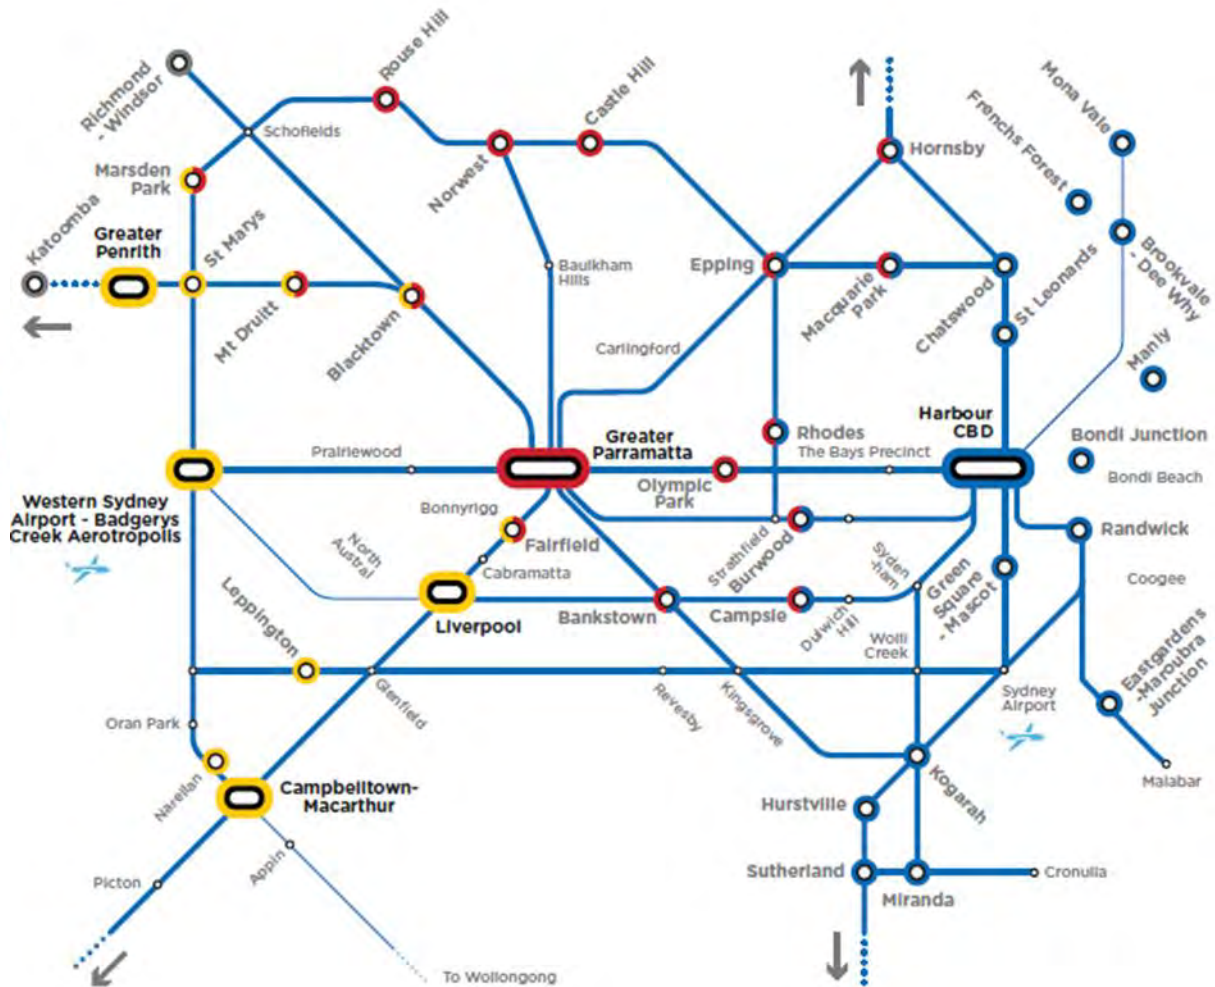 Rouse Hill
Richmond
- Windsor
Schofields
Castle Hill
Mona Vale
Frenchs Forest
Hornsby
Norwest
Marsden
Park
Katoomba
Greater
Penrith
St Marys
Mt Druitt
Blacktown
Baulkham
Hills
Epping
Macquarie
Park
Chatswood
St Leonards
Brookvale
- Dee Why
Manly
Carlingford
Harbour
CBD
Greater
Parramatta
Rhodes
The Bays Precinct
Bondi Junction
Bondi Beach
Prairiewood
Olympic
Park
Western Sydney
Airport - Badgerys
Creek Aerotropolis
Bonnyrigg
Fairfield
Cabramatta
North
Austral
Strathfield
Burwood
Syden
-ham
Green
Square
- Mascot
Randwick
Coogee
Leppington
Liverpool
Bankstown
Campsie
Dulwich
Hill
Wolli
Creek
Eastgardens
-Maroubra
Junction
Oran Park
Glenfield
Revesby
Kingsgrove
Sydney
Airport
Malabar
Narellan
Campbelltown-
Macarthur
Hurstville
Kogarah
Picton
Appin
Sutherland
Miranda
Cronulla
To Wollongong